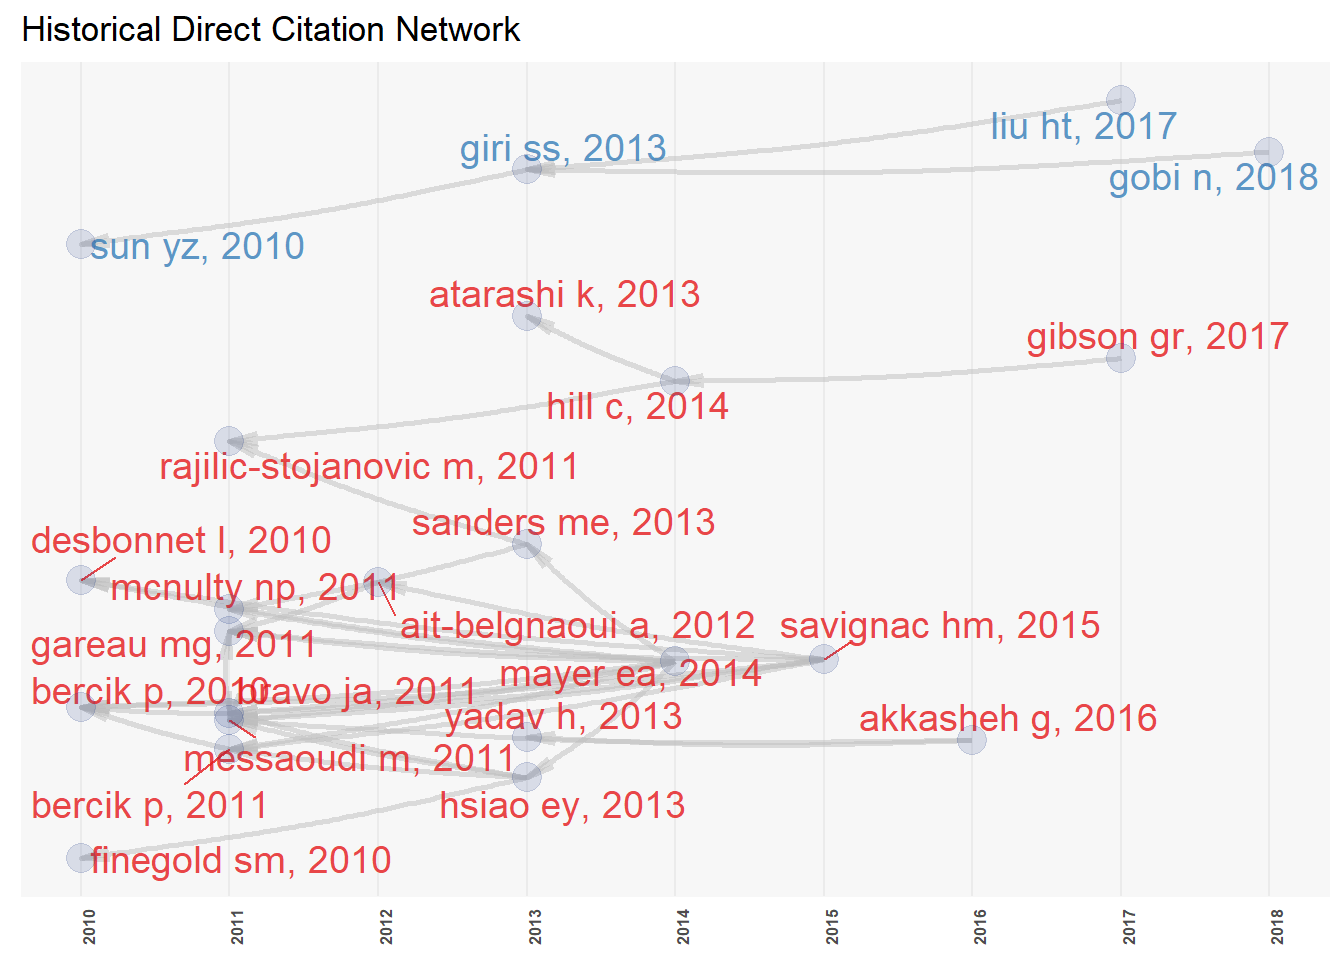 Historical Direct Citation Network
liu ht, 2017
giri ss, 2013
gobi n, 2018
sun yz, 2010
atarashi k, 2013
gibson gr, 2017
hill c, 2014
rajilic-stojanovic m, 2011
sanders me, 2013
desbonnet l, 2010
mcnulty np, 2011
ait-belgnaoui a, 2012
savignac hm, 2015
gareau mg, 2011
mayer ea, 2014
bercik p, 2010
bravo ja, 2011
yadav h, 2013
akkasheh g, 2016
messaoudi m, 2011
bercik p, 2011
hsiao ey, 2013
finegold sm, 2010
2010
2011
2012
2013
2014
2015
2016
2017
2018